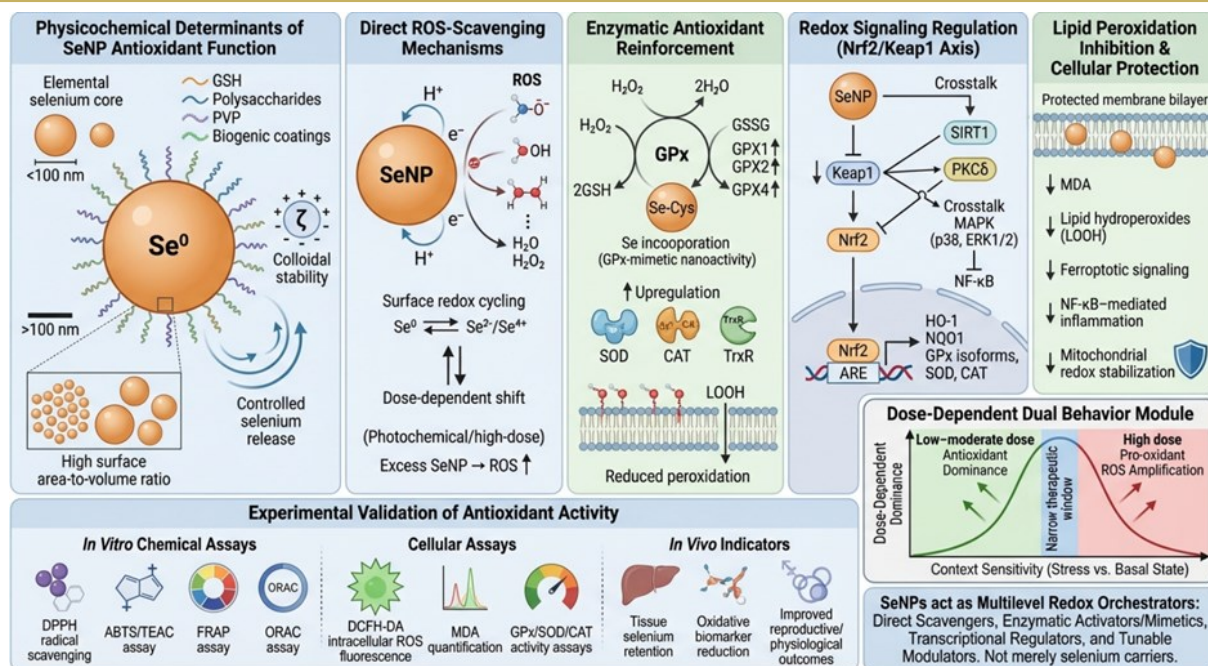 Physicochemical Determinants of
SeNP Antioxidant Function
Elemental
selenium core
<100 nm
GSH
Polysaccharides
PVP
Biogenic coatings
Se⁰
ζ
Colloidal
stability
>100 nm
Controlled
selenium
release
High surface
area-to-volume ratio
Direct ROS-Scavenging
Mechanisms
ROS
H⁺
e⁻
SeNP
OH
e⁻
H⁺
H
H
H
H
H₂O
H₂O₂
Surface redox cycling
Se⁰ ⇌ Se²⁻/Se⁴⁺
Dose-dependent shift
(Photochemical/high-dose)
Excess SeNP → ROS ↑
Enzymatic Antioxidant
Reinforcement
H₂O₂
2H₂O
H₂O₂
GSSG
GPx
GPX1 ↑
GPX2 ↑
GPX4 ↑
2GSH
Se-Cys
Se incooporation
(GPx-mimetic nanoactivity)
↑ Upregulation
TrxR
SOD
CAT
TrxR
LOOH
Reduced peroxidation
Redox Signaling Regulation
(Nrf2/Keap1 Axis)
SeNP
Crosstalk
SIRT1
↓ Keap1
PKCδ
Crosstalk
MAPK
(p38, ERK1/2)
Nrf2
NF-κB
HO-1
NQO1
GPx isoforms,
SOD, CAT
Nrf2
ARE
Lipid Peroxidation
Inhibition &
Cellular Protection
Protected membrane bilayer
↓ MDA
↓ Lipid hydroperoxides
(LOOH)
↓ Ferroptotic signaling
↓ NF-κB–mediated
inflammation
↓ Mitochondrial
redox stabilization
Dose-Dependent Dual Behavior Module
Dose-Dependent
Dominance
Low–moderate dose
Antioxidant
Dominance
Narrow therapeutic
window
High dose
Pro-oxidant
ROS Amplification
Context Sensitivity (Stress vs. Basal State)
Experimental Validation of Antioxidant Activity
In Vitro Chemical Assays
DPPH
radical
scavenging
ABTS/TEAC
assay
FRAP
assay
ORAC
ORAC
assay
Cellular Assays
DCFH-DA
intracellular ROS
fluorescence
MDA
quantification
GPx/SOD/CAT
activity assays
In Vivo Indicators
Tissue
selenium
retention
Oxidative
biomarker
reduction
Improved
reproductive/
physiological
outcomes
SeNPs act as Multilevel Redox Orchestrators:
Direct Scavengers, Enzymatic Activators/Mimetics,
Transcriptional Regulators, and Tunable
Modulators. Not merely selenium carriers.